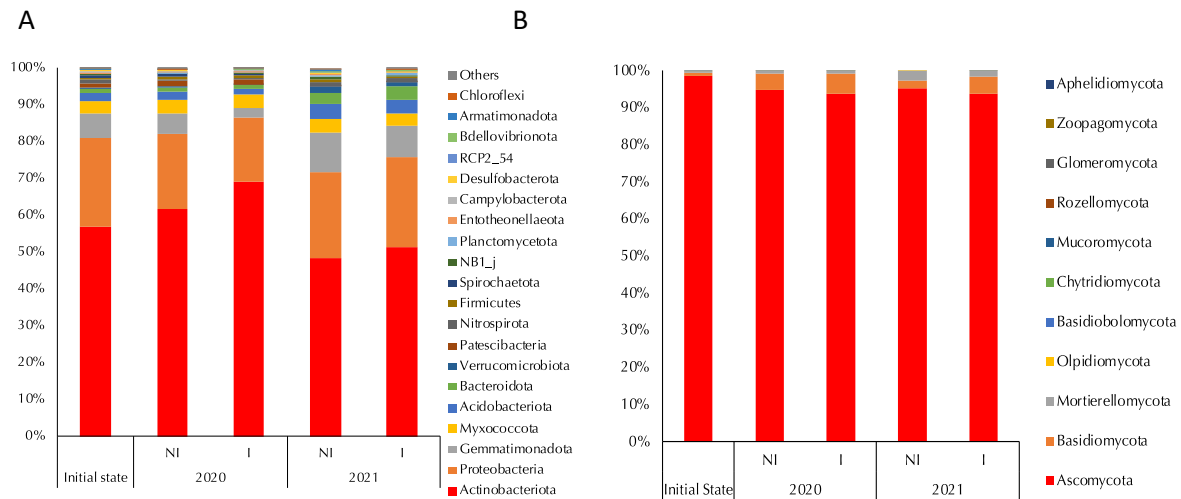 A
100%
90%
80%
70%
60%
50%
40%
30%
20%
10%
0%
NI I NI I
Initial state 2020 2021
Others
Chloroflexi
Armatimonadota
Bdellovibrionota
RCP2_54
Desulfobacterota
Campylobacterota
Entotheonellaeota
Planctomycetota
NB1_j
Spirochaetota
Firmicutes
Nitrospirota
Patescibacteria
Verrucomicrobiota
Bacteroidota
Acidobacteriota
Myxococcota
Gemmatimonadota
Proteobacteria
Actinobacteriota
B
100%
90%
80%
70%
60%
50%
40%
30%
20%
10%
0%
NI I NI I
Initial State 2020 2021
Aphelidiomycota
Zoopagomycota
Glomeromycota
Rozellomycota
Mucoromycota
Chytridiomycota
Basidiobolomycota
Olpidiomycota
Mortierellomycota
Basidiomycota
Ascomycota